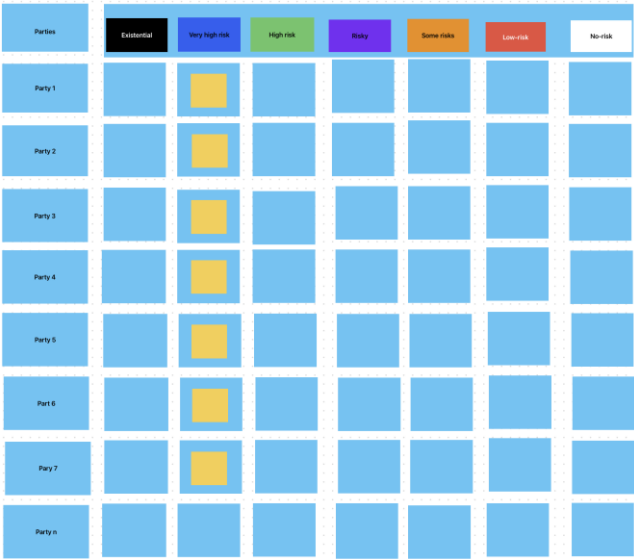 Parties
Existential
Very high risk
High risk
Risky
Some risks
Low-risk
No-risk
Party 1
Party 2
Party 3
Party 4
Party 5
Part 6
Pary 7
Party n